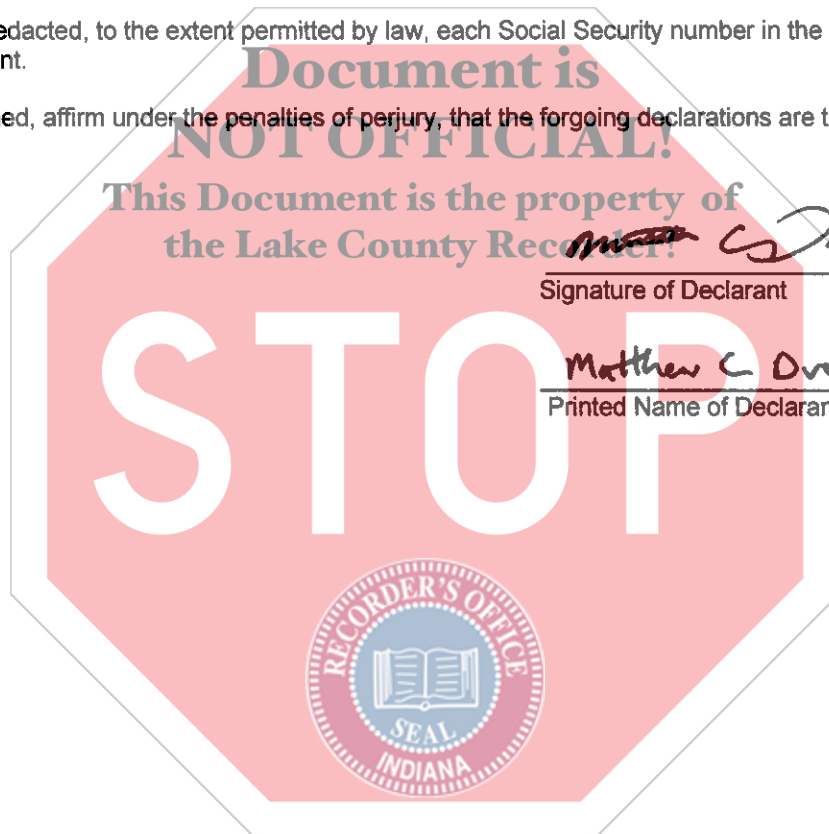 edacted, to the extent permitted by law, each Social Security number in the
nt.
Document is
ed, affirm under the penalties of perjury, that the forgoing declarations are t
NOT OFFICIAL!
This Document is the property of
the Lake County Recorder!
Signature of Declarant
Matthew C Dv
Printed Name of Declaran
STOP
RECORDER'S OFFICE
SEAL
INDIANA